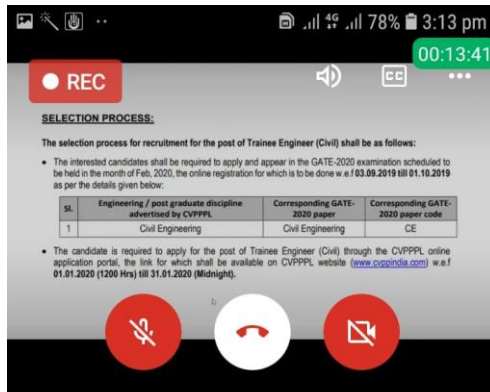 78% 3:13 pm
4G
00:13:41
REC
CC
SELECTION PROCESS:
The selection process for recruitment for the post of Trainee Engineer (Civil) shall be as follows:
• The interested candidates shall be required to apply and appear in the GATE-2020 examination scheduled to
be held in the month of Feb, 2020, the online registration for which is to be done w.e.f 03.09.2019 till 01.10.2019
as per the details given below:
Sl. Engineering / post graduate discipline advertised by CVPPPL Corresponding GATE-2020 paper Corresponding GATE-2020 paper code
1 Civil Engineering Civil Engineering CE
• The candidate is required to apply for the post of Trainee Engineer (Civil) through the CVPPPL online
application portal, the link for which shall be available on CVPPPL website (www.cvppindia.com) w.e.f
01.01.2020 (1200 Hrs) till 31.01.2020 (Midnight).